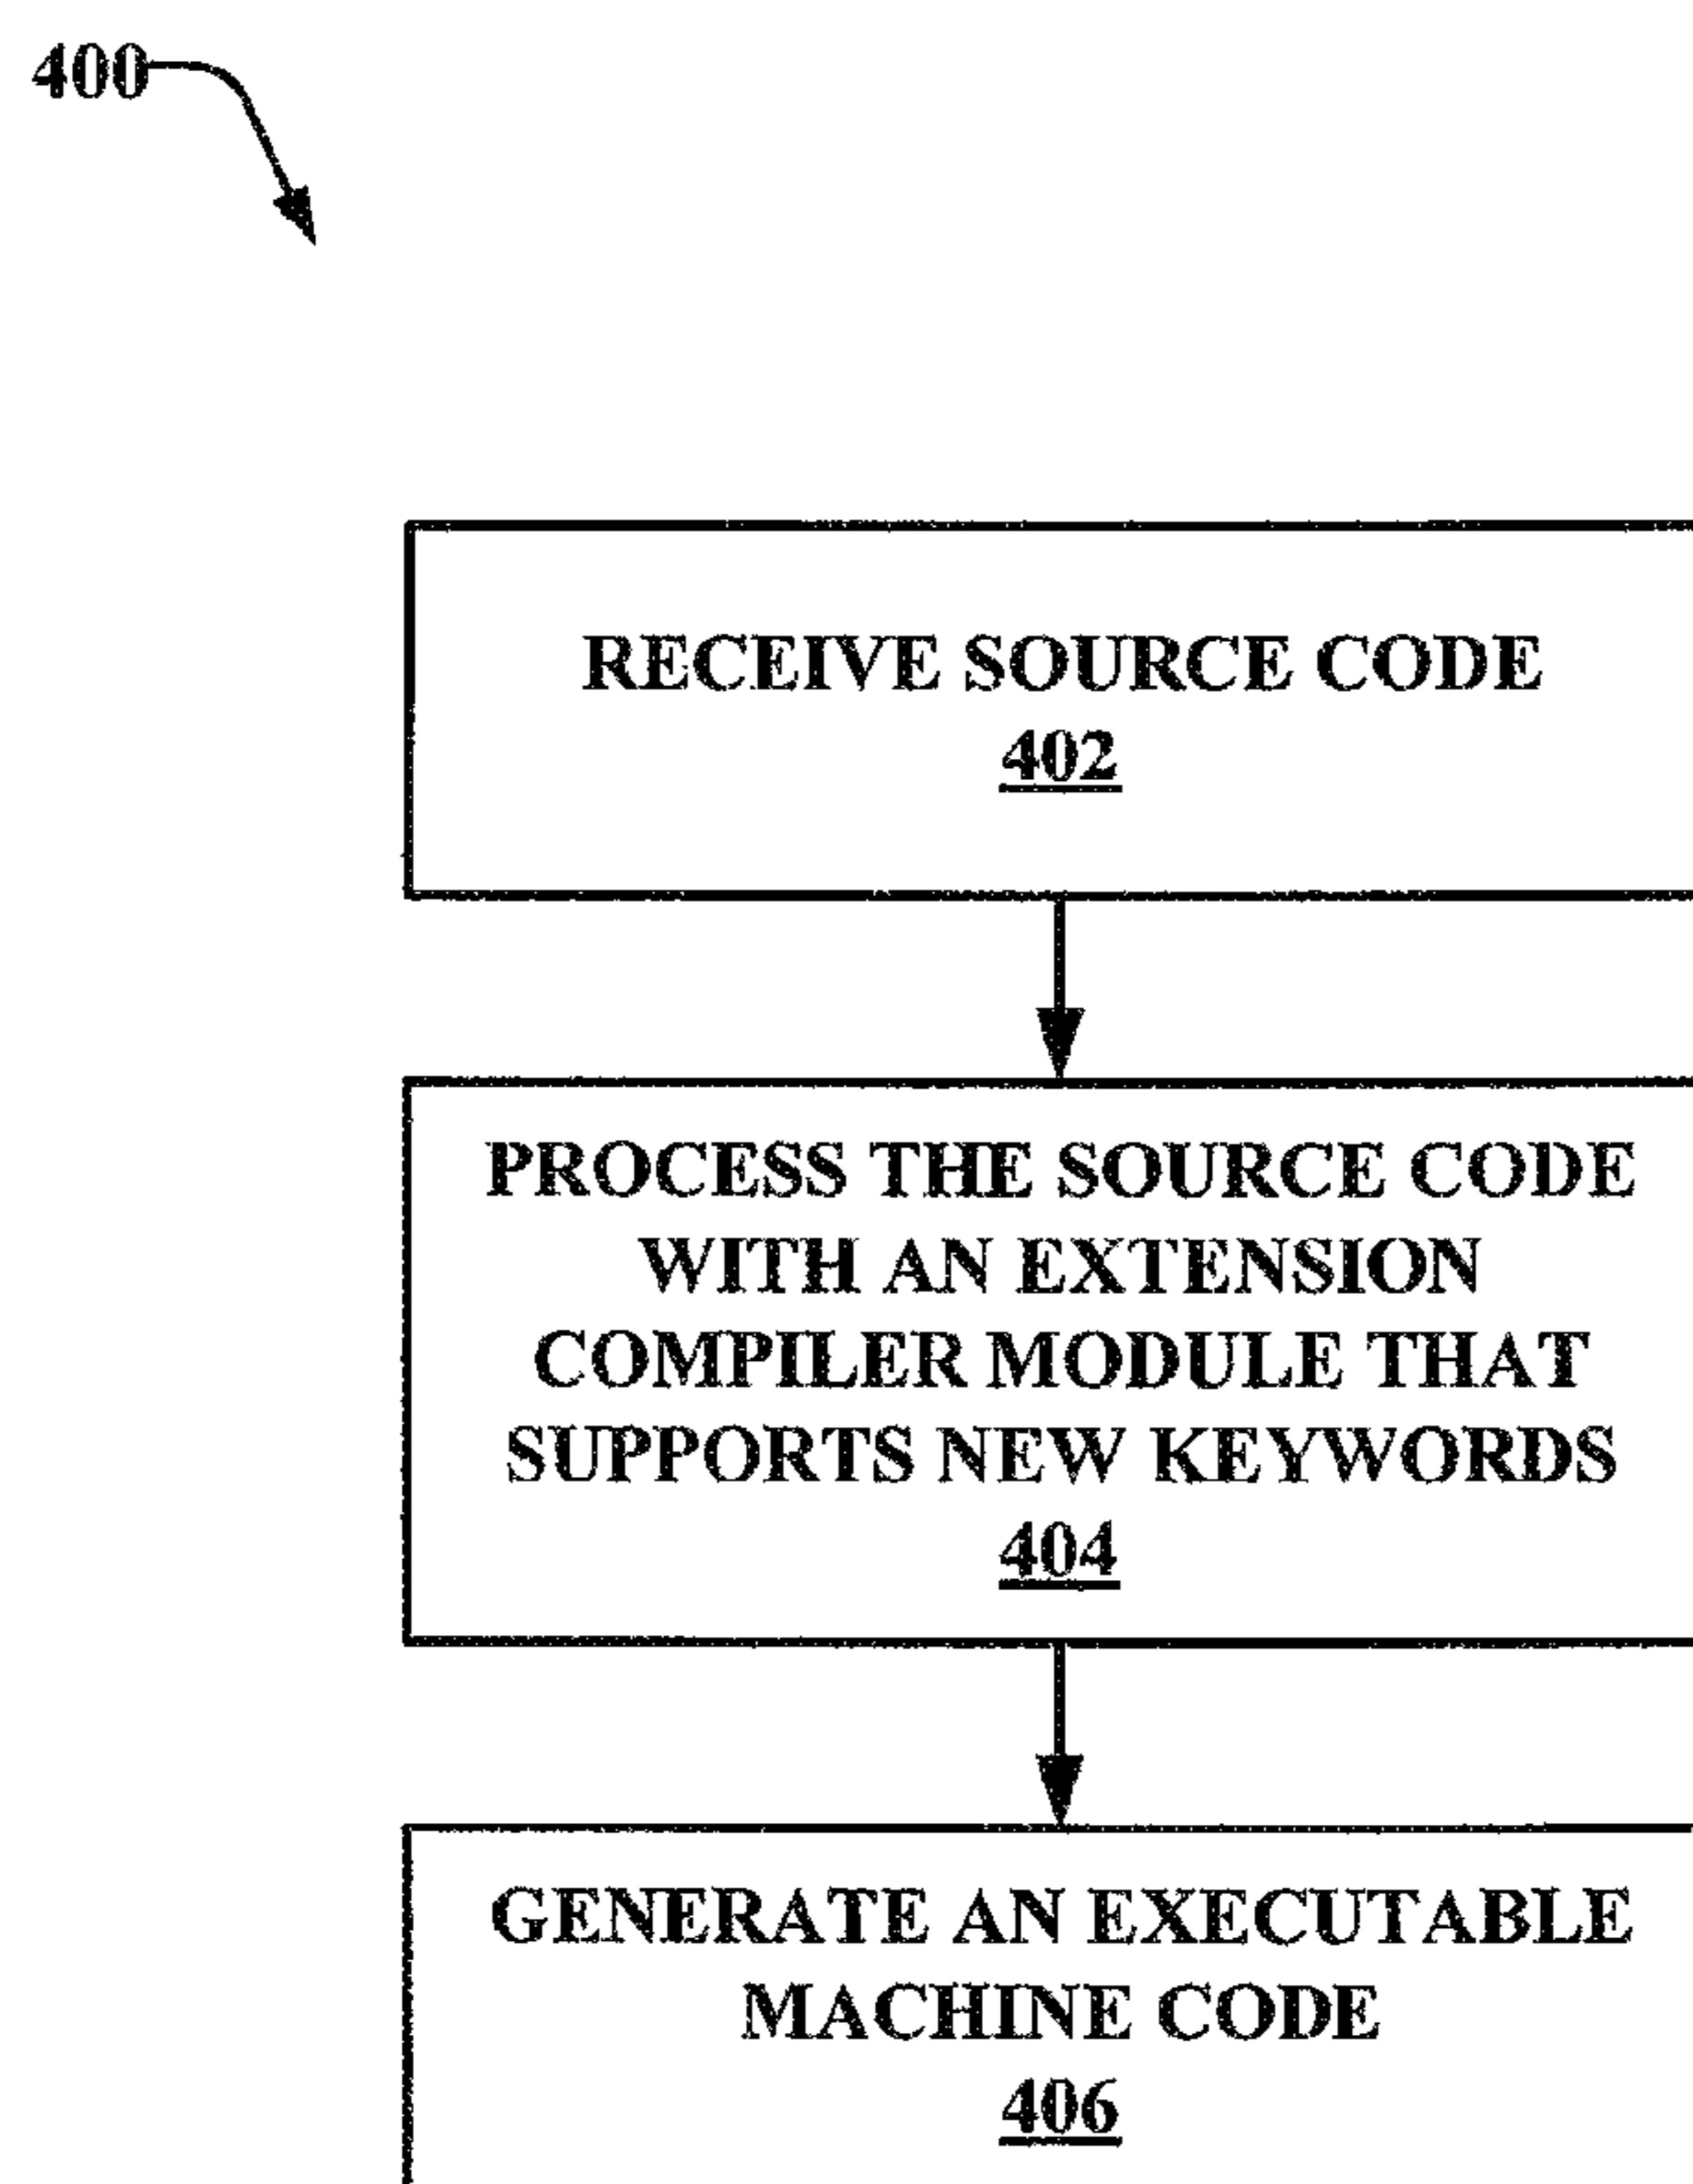 400
RECEIVE SOURCE CODE
402
PROCESS THE SOURCE CODE
WITH AN EXTENSION
COMPILER MODULE THAT
SUPPORTS NEW KEYWORDS
404
GENERATE AN EXECUTABLE
MACHINE CODE
406